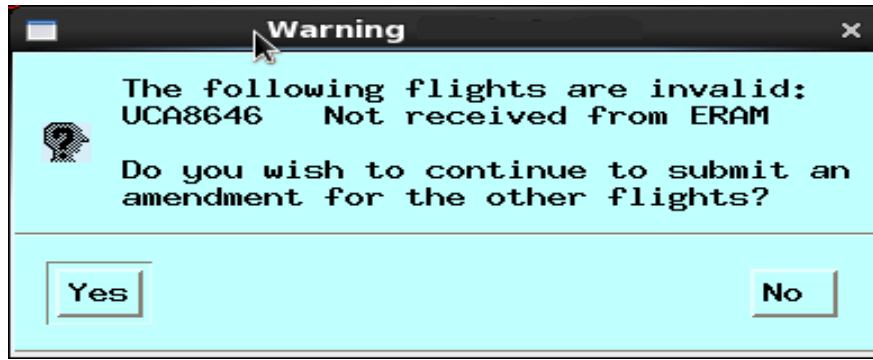 Warning
The following flights are invalid:
UCA8646   Not received from ERAM
Do you wish to continue to submit an
amendment for the other flights?
Yes
No